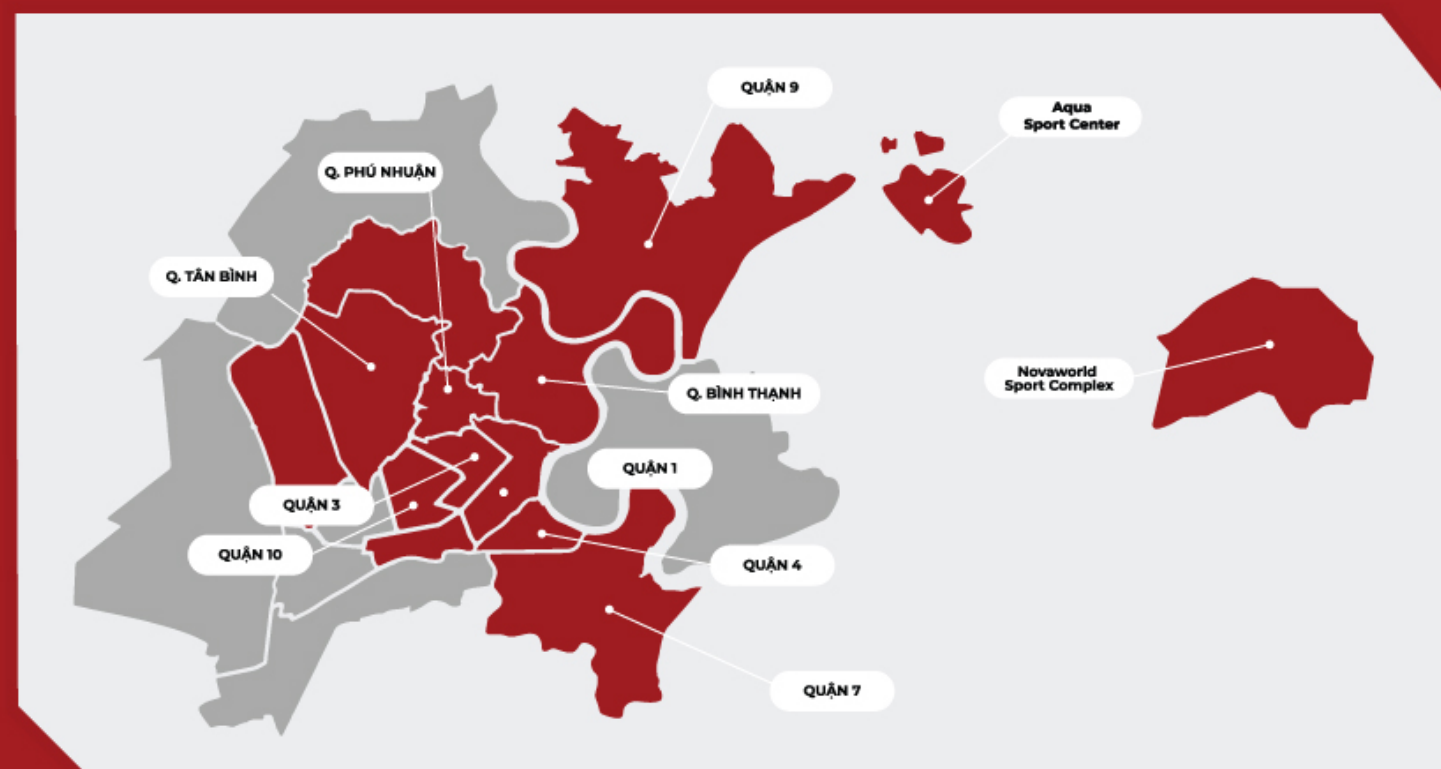 QUẬN 9
Aqua
Sport Center
Q. PHÚ NHUẬN
Q. TÂN BÌNH
Novaworld
Sport Complex
Q. BÌNH THẠNH
QUẬN 1
QUẬN 3
QUẬN 10
QUẬN 4
QUẬN 7